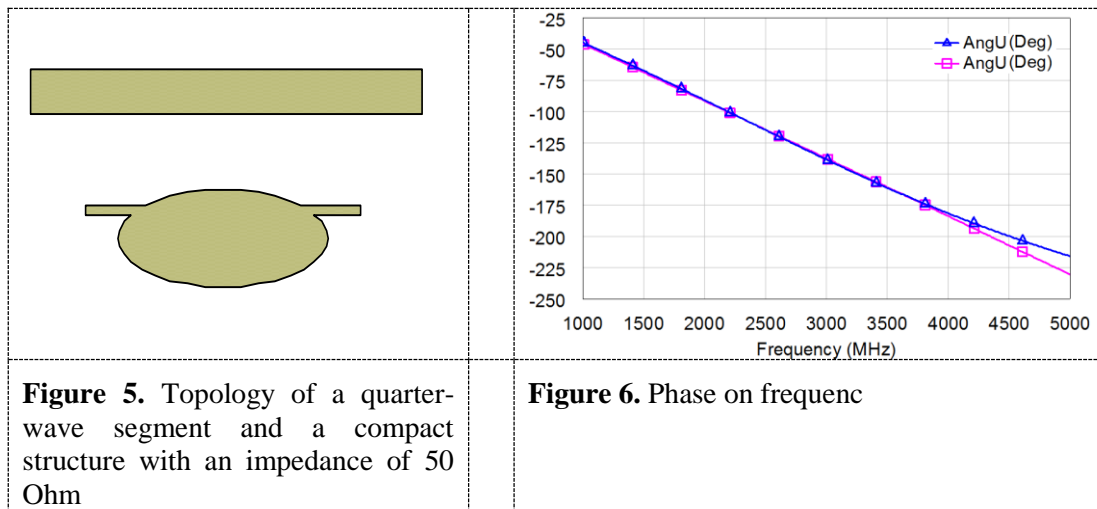 -25
-50
-75
-100
-125
-150
-175
-200
-225
-250
AngU(Deg)
AngU(Deg)
1000 1500 2000 2500 3000 3500 4000 4500 5000
Frequency (MHz)
Figure 5. Topology of a quarter-
wave segment and a compact
structure with an impedance of 50
Ohm
Figure 6. Phase on frequenc